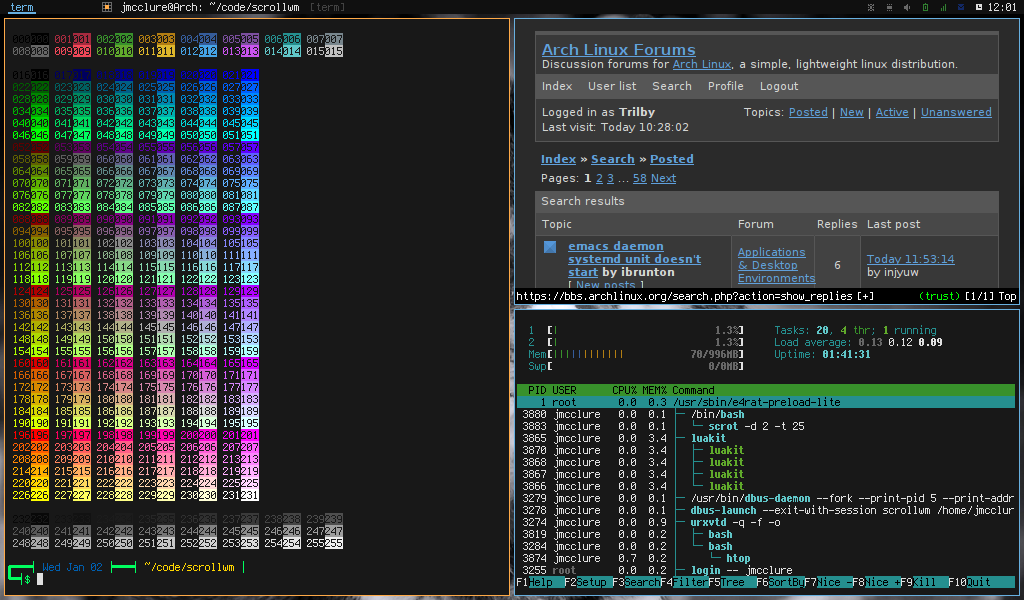 term
jmcclure@Arch: ~/code/scrollwm [term]
12:01
000000 001001 002002 003003 004004 005005 006006 007007
008008 009009 010010 011011 012012 013013 014014 015015
016016 017017 018018 019019 020020 021021
022022 023023 024024 025025 026026 027027
028028 029029 030030 031031 032032 033033
034034 035035 036036 037037 038038 039039
040040 041041 042042 043043 044044 045045
046046 047047 048048 049049 050050 051051
052052 053053 054054 055055 056056 057057
058058 059059 060060 061061 062062 063063
064064 065065 066066 067067 068068 069069
070070 071071 072072 073073 074074 075075
076076 077077 078078 079079 080080 081081
082082 083083 084084 085085 086086 087087
088088 089089 090090 091091 092092 093093
094094 095095 096096 097097 098098 099099
100100 101101 102102 103103 104104 105105
106106 107107 108108 109109 110110 111111
112112 113113 114114 115115 116116 117117
118118 119119 120120 121121 122122 123123
124124 125125 126126 127127 128128 129129
130130 131131 132132 133133 134134 135135
136136 137137 138138 139139 140140 141141
142142 143143 144144 145145 146146 147147
148148 149149 150150 151151 152152 153153
154154 155155 156156 157157 158158 159159
160160 161161 162162 163163 164164 165165
166166 167167 168168 169169 170170 171171
172172 173173 174174 175175 176176 177177
178178 179179 180180 181181 182182 183183
184184 185185 186186 187187 188188 189189
190190 191191 192192 193193 194194 195195
196196 197197 198198 199199 200200 201201
202202 203203 204204 205205 206206 207207
208208 209209 210210 211211 212212 213213
214214 215215 216216 217217 218218 219219
220220 221221 222222 223223 224224 225225
226226 227227 228228 229229 230230 231231
232232 233233 234234 235235 236236 237237 238238 239239
240240 241241 242242 243243 244244 245245 246246 247247
248248 249249 250250 251251 252252 253253 254254 255255
Wed Jan 02 ~/code/scrollwm |
$
Arch Linux Forums
Discussion forums for Arch Linux, a simple, lightweight linux distribution.
Index User list Search Profile Logout
Logged in as Trilby Topics: Posted | New | Active | Unanswered
Last visit: Today 10:28:02
Index » Search » Posted
Pages: 1 2 3 … 58 Next
Search results
Topic Forum Replies Last post
emacs daemon systemd unit doesn't start by ibrunton
[ New posts ]
Applications & Desktop Environments
6
Today 11:53:14
by injyuw
https://bbs.archlinux.org/search.php?action=show_replies [+] (trust) [1/1] Top
1 [| 1.3%] Tasks: 20, 4 thr; 1 running
2 [| 1.3%] Load average: 0.13 0.12 0.09
Mem[|||||||||||| 70/996MB] Uptime: 01:41:31
Swp[ 0/0MB]
PID USER CPU% MEM% Command
1 root 0.0 0.3 /usr/sbin/e4rat-preload-lite
3880 jmcclure 0.0 0.1 ├─ /bin/bash
3883 jmcclure 0.0 0.1 │ └─ scrot -d 2 -t 25
3865 jmcclure 0.0 3.4 ├─ luakit
3870 jmcclure 0.0 3.4 │ ├─ luakit
3868 jmcclure 0.0 3.4 │ ├─ luakit
3867 jmcclure 0.0 3.4 │ ├─ luakit
3866 jmcclure 0.0 3.4 │ └─ luakit
3279 jmcclure 0.0 0.1 ├─ /usr/bin/dbus-daemon --fork --print-pid 5 --print-addr
3278 jmcclure 0.0 0.1 ├─ dbus-launch --exit-with-session scrollwm /home/jmcclur
3274 jmcclure 0.0 0.9 ├─ urxvtd -q -f -o
3819 jmcclure 0.0 0.2 │ ├─ bash
3284 jmcclure 0.0 0.2 │ └─ bash
3874 jmcclure 0.7 0.2 │ └─ htop
3255 root 0.0 0.2 ├─ login -- jmcclure
F1Help F2Setup F3SearchF4FilterF5Tree F6SortByF7Nice -F8Nice +F9Kill F10Quit